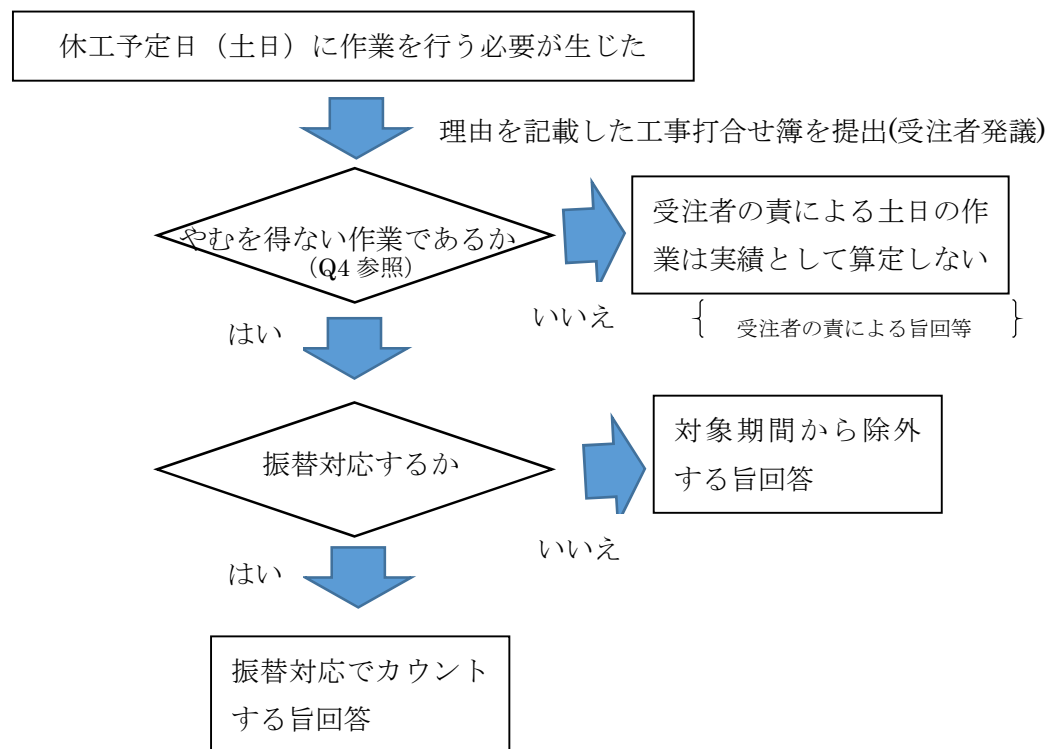 休工予定日（土日）に作業を行う必要が生じた
理由を記載した工事打合せ簿を提出(受注者発議)
やむを得ない作業であるか
（Q4 参照）
受注者の責による土日の作
業は実績として算定しない
いいえ
受注者の責による旨回等
はい
振替対応するか
対象期間から除外
する旨回答
いいえ
はい
振替対応でカウント
する旨回答